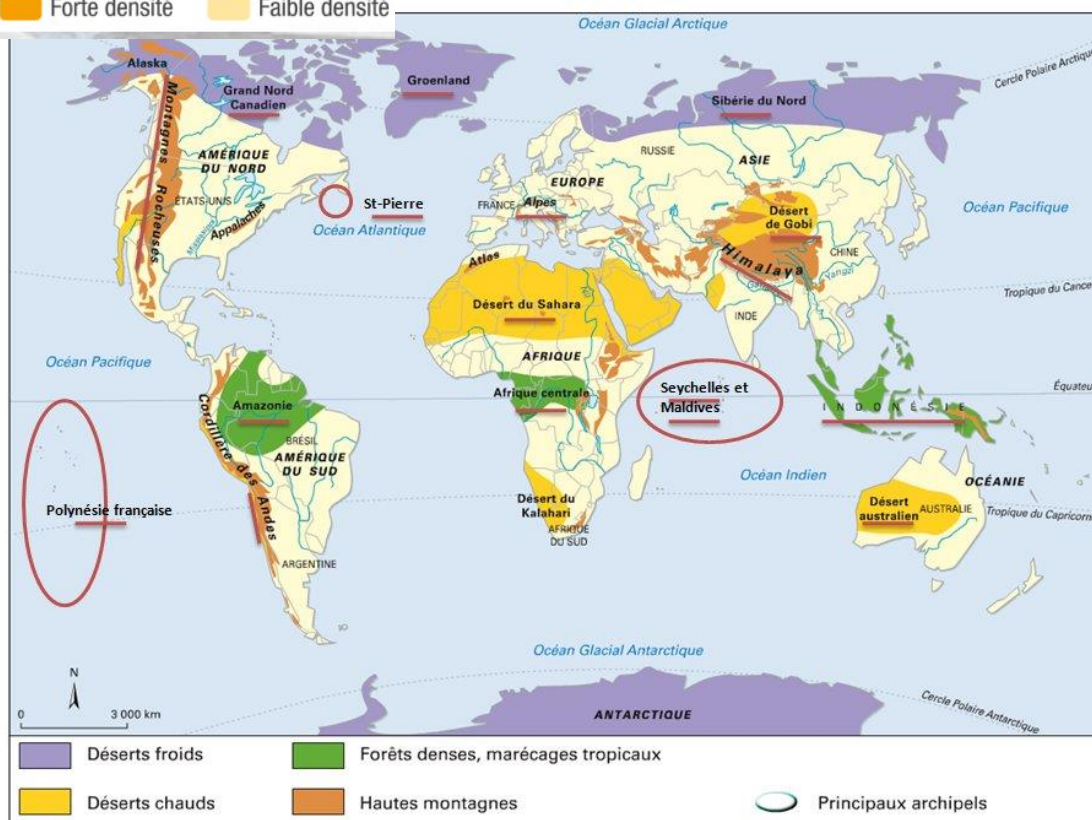 Forte densité Faible densité
Océan Glacial Arctique
Cercle Polaire Arctique
Alaska
Grand Nord
Canadien
Groenland
Sibérie du Nord
Montagnes Rocheuses
AMÉRIQUE
DU NORD
ÉTATS-UNIS
Appalaches
St-Pierre
Océan Atlantique
RUSSIE
ASIE
EUROPE
FRANCE
Alpes
Océan Pacifique
Désert
de Gobi
CHINE
Himalaya
Yangzi
INDE
Atlas
Tropique du Cancer
Désert du Sahara
AFRIQUE
Océan Pacifique
Équateur
Afrique centrale
Seychelles et
Maldives
INDONÉSIE
Amazonie
BRÉSIL
AMÉRIQUE
DU SUD
Cordillère des Andes
Océan Indien
OCÉANIE
Polynésie française
Désert du
Kalahari
AFRIQUE
DU SUD
Désert
australien
AUSTRALIE
Tropique du Capricorne
ARGENTINE
Océan Glacial Antarctique
N
0 3 000 km
ANTARCTIQUE
Cercle Polaire Antarctique
Déserts froids
Forêts denses, marécages tropicaux
Déserts chauds
Hautes montagnes
Principaux archipels